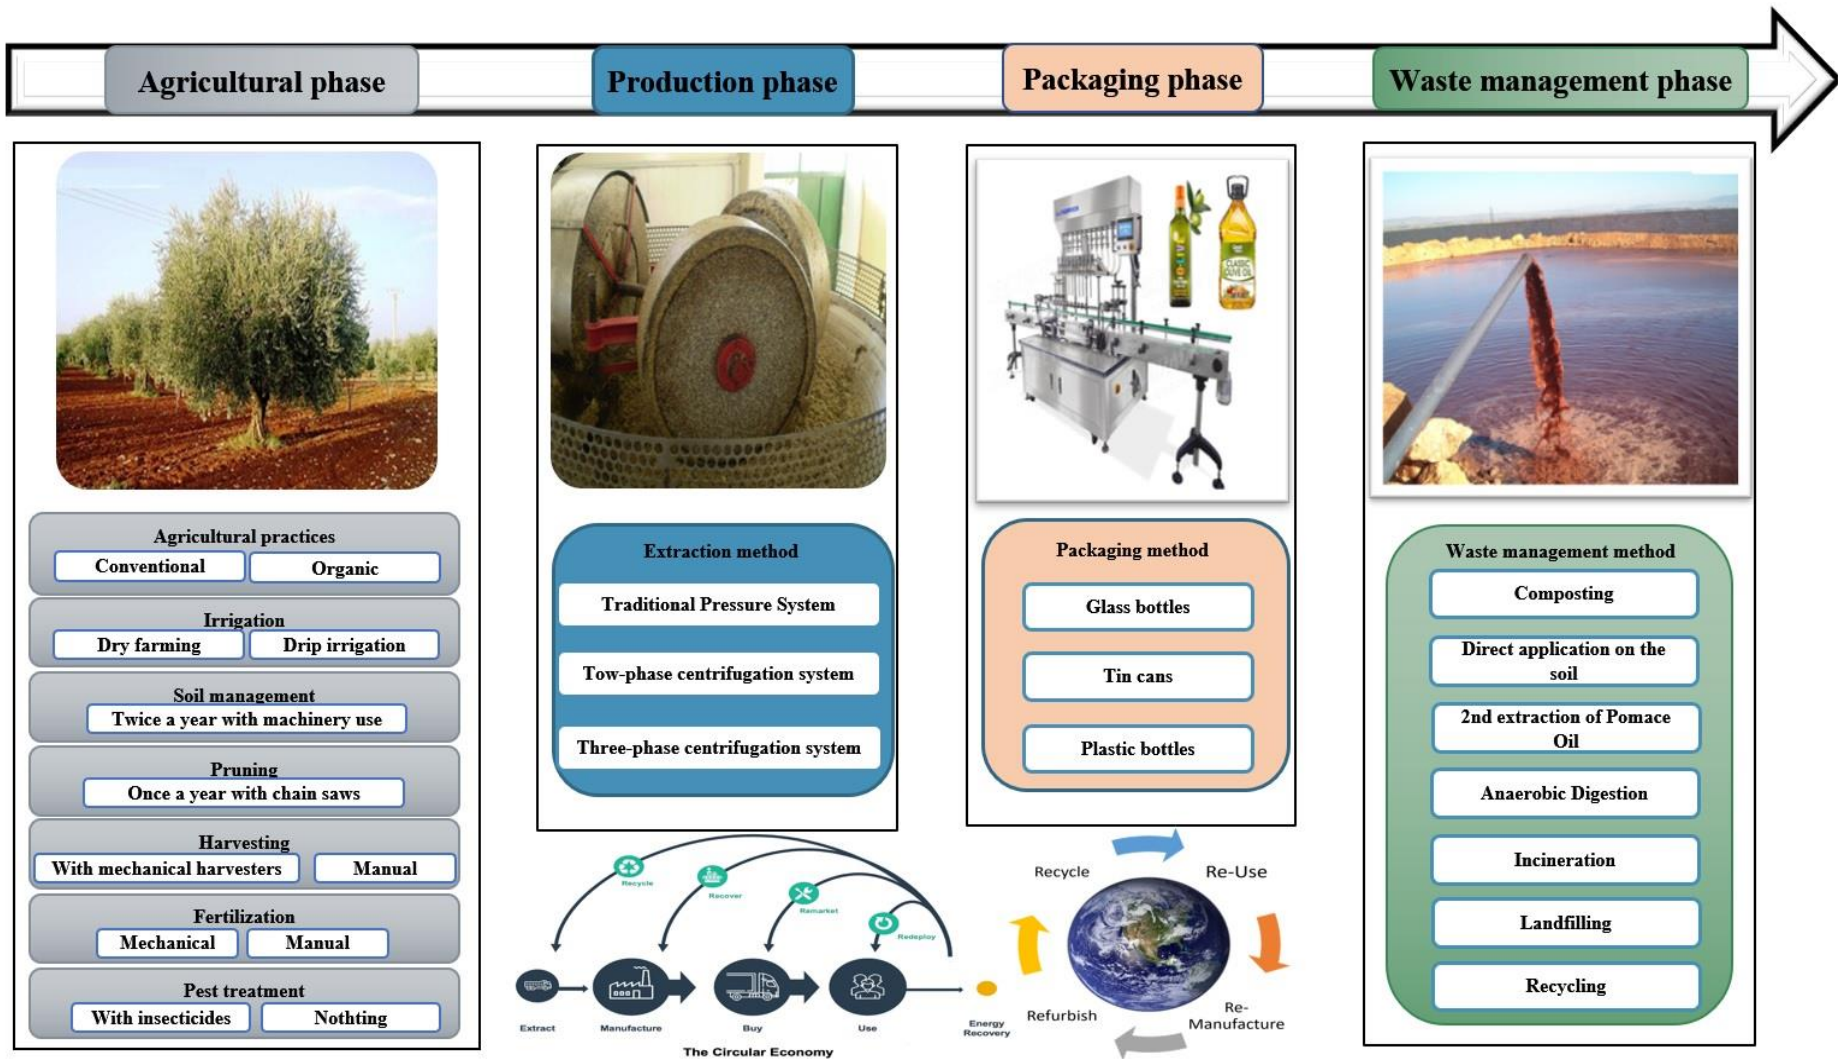 Agricultural phase
Production phase
Packaging phase
Waste management phase
Agricultural practices
Conventional
Organic
Irrigation
Dry farming
Drip irrigation
Soil management
Twice a year with machinery use
Pruning
Once a year with chain saws
Harvesting
With mechanical harvesters
Manual
Fertilization
Mechanical
Manual
Pest treatment
With insecticides
Nothting
Extraction method
Traditional Pressure System
Tow-phase centrifugation system
Three-phase centrifugation system
CLASSIC
OLIVE OIL
Packaging method
Glass bottles
Tin cans
Plastic bottles
Waste management method
Composting
Direct application on the
soil
2nd extraction of Pomace
Oil
Anaerobic Digestion
Incineration
Landfilling
Recycling
Recycle
Recover
Remarket
Redeploy
Extract
Manufacture
Buy
Use
Energy
Recovery
The Circular Economy
Recycle
Re-Use
Refurbish
Re-
Manufacture